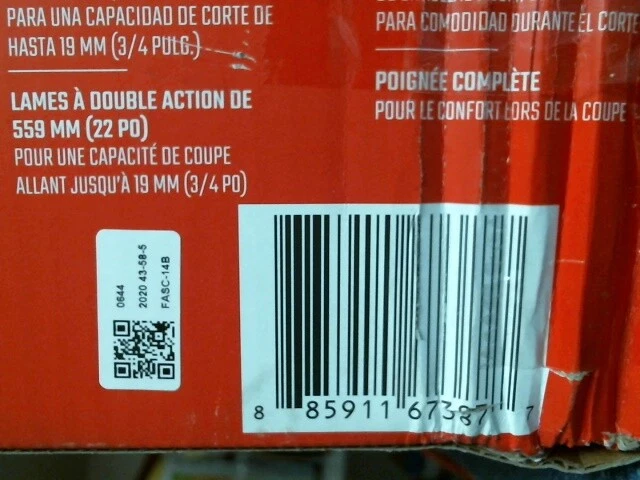 PARA UNA CAPACIDAD DE CORTE DE
HASTA 19 MM (3/4 PULG.)
LAMES À DOUBLE ACTION DE
559 MM (22 PO)
POUR UNE CAPACITÉ DE COUPE
ALLANT JUSQU'À 19 MM (3/4 PO)
PARA COMODIDAD DURANTE EL CORTE
POIGNÉE COMPLÈTE
POUR LE CONFORT LORS DE LA COUPE
0644
2020 43-58-5
FASC-14B
8 85911 67387 7